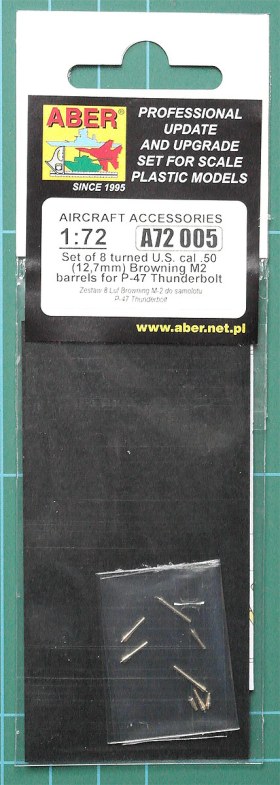 ABER®
SINCE 1995
PROFESSIONAL
UPDATE
AND UPGRADE
SET FOR SCALE
PLASTIC MODELS
AIRCRAFT ACCESSORIES
1:72 A72 005
Set of 8 turned U.S. cal .50
(12,7mm) Browning M2
barrels for P-47 Thunderbolt
Zestaw 8 Luf Browning M-2 do samolotu
P-47 Thunderbolt
www.aber.net.pl